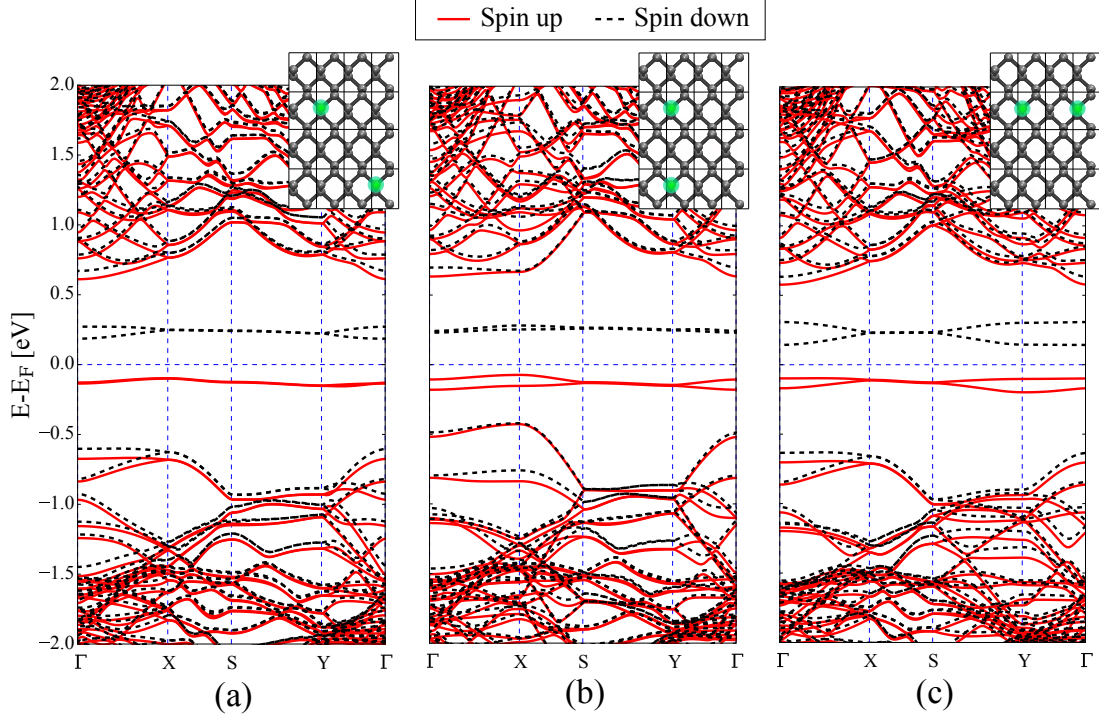 Spin up Spin down
E-E_F [eV]
2.0
1.5
1.0
0.5
0.0
−0.5
−1.0
−1.5
−2.0
Γ X S Y Γ
Γ X S Y Γ
Γ X S Y Γ
(a) (b) (c)